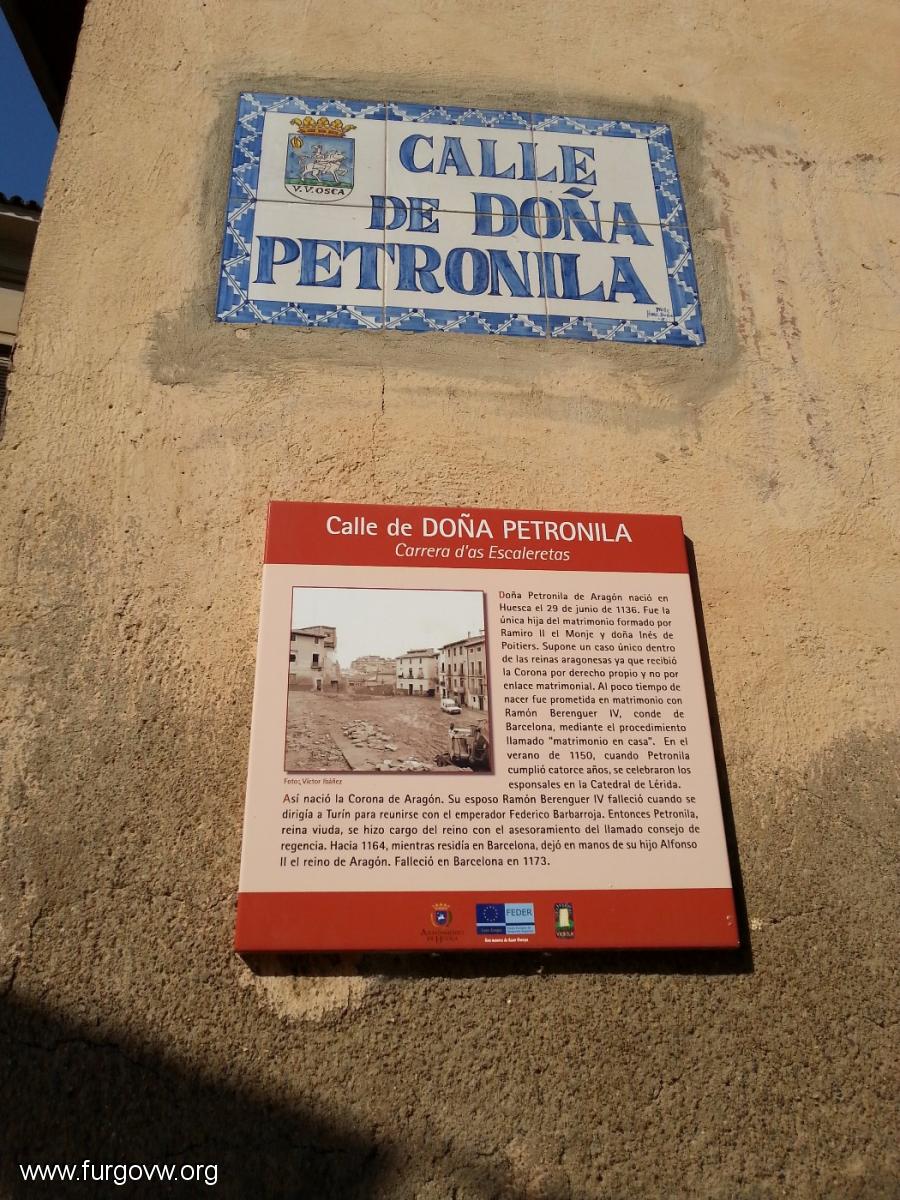 V.V.OSCA
CALLE
DE DOÑA
PETRONILA
Calle de DOÑA PETRONILA
Carrera d'as Escaleretas
Doña Petronila de Aragón nació en
Huesca el 29 de junio de 1136. Fue la
única hija del matrimonio formado por
Ramiro II el Monje y doña Inés de
Poitiers. Supone un caso único dentro
de las reinas aragonesas ya que recibió
la Corona por derecho propio y no por
enlace matrimonial. Al poco tiempo de
nacer fue prometida en matrimonio con
Ramón Berenguer IV, conde de
Barcelona, mediante el procedimiento
llamado "matrimonio en casa". En el
verano de 1150, cuando Petronila
cumplió catorce años, se celebraron los
esponsales en la Catedral de Lérida.
Foto: Víctor Ibáñez
Así nació la Corona de Aragón. Su esposo Ramón Berenguer IV falleció cuando se
dirigía a Turín para reunirse con el emperador Federico Barbarroja. Entonces Petronila,
reina viuda, se hizo cargo del reino con el asesoramiento del llamado consejo de
regencia. Hacia 1164, mientras residía en Barcelona, dejó en manos de su hijo Alfonso
II el reino de Aragón. Falleció en Barcelona en 1173.
AYUNTAMIENTO
DE HUESCA
FEDER
www.furgovw.org